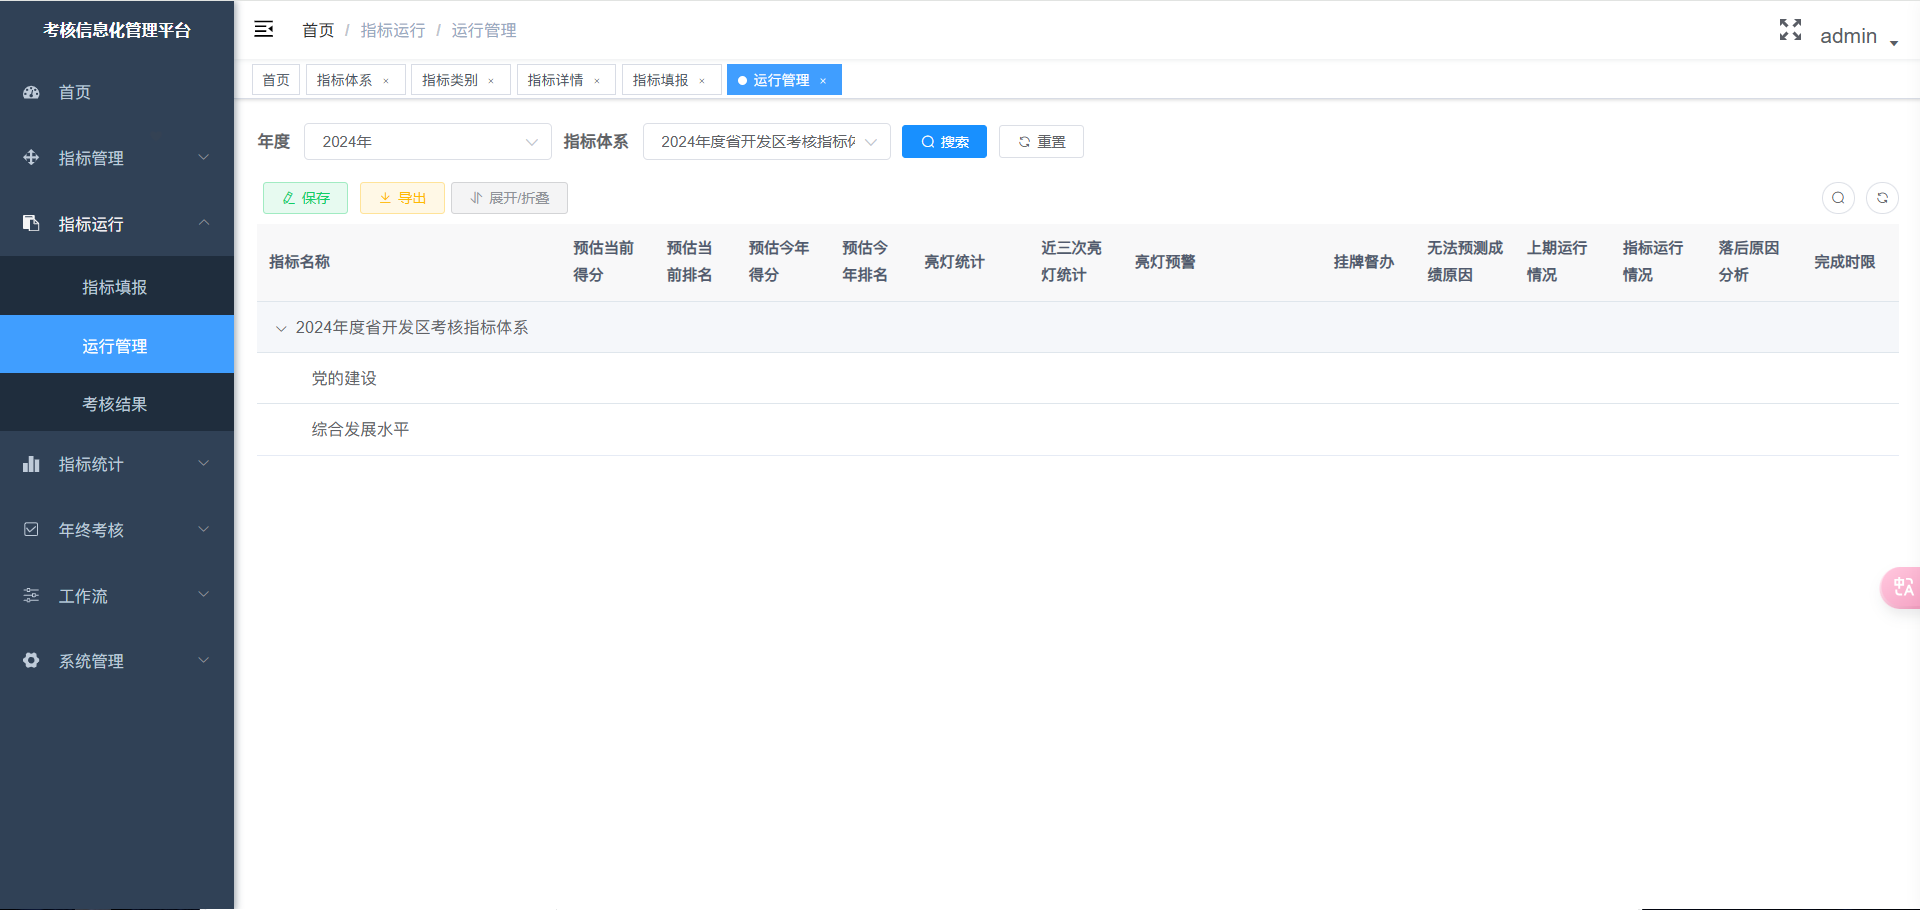 考核信息化管理平台
首页
指标管理
指标运行
指标填报
运行管理
考核结果
指标统计
年终考核
工作流
系统管理
首页 / 指标运行 / 运行管理
admin
首页 指标体系 × 指标类别 × 指标详情 × 指标填报 × 运行管理 ×
年度 2024年 指标体系 2024年度省开发区考核指标 搜索 重置
保存 导出 展开/折叠
指标名称
预估当前
得分
预估当
前排名
预估今年
得分
预估今
年排名
亮灯统计
近三次亮
灯统计
亮灯预警
挂牌督办
无法预测成
绩原因
上期运行
情况
指标运行
情况
落后原因
分析
完成时限
2024年度省开发区考核指标体系
党的建设
综合发展水平
中A